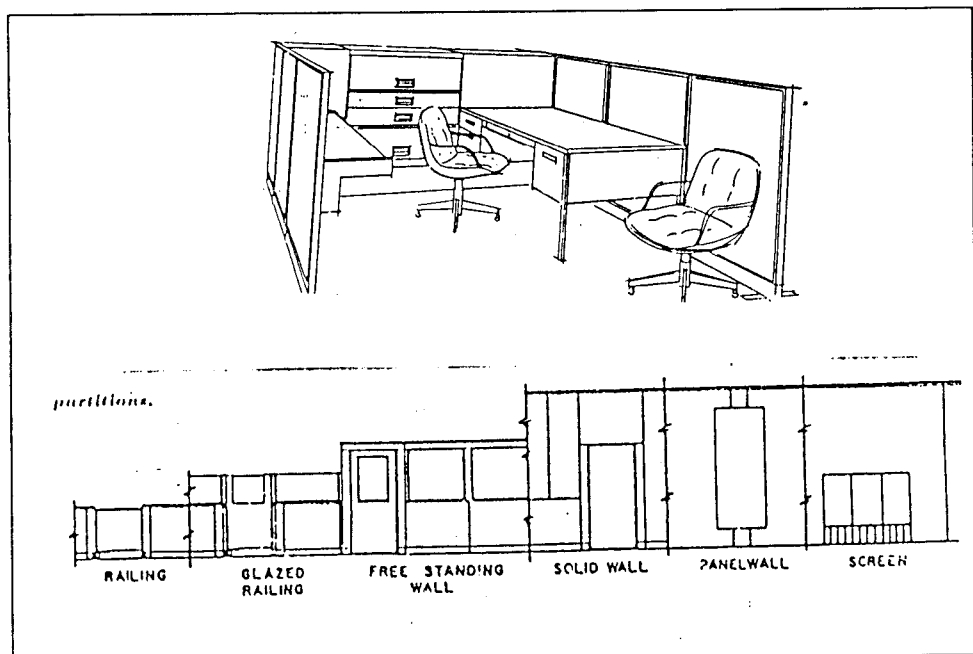 partitions.
RAILING
GLAZED
RAILING
FREE STANDING
WALL
SOLID WALL
PANELWALL
SCREEN